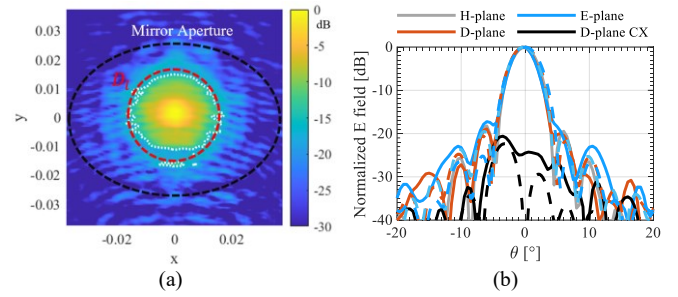 0.03
0.02
0.01
0
-0.01
-0.02
-0.03
y
Mirror Aperture
D₁
-0.02
0
0.02
x
0
dB
-5
-10
-15
-20
-25
-30
(a)
H-plane
E-plane
D-plane
D-plane CX
Normalized E field [dB]
0
-10
-20
-30
-40
-20
-10
0
10
20
θ [°]
(b)